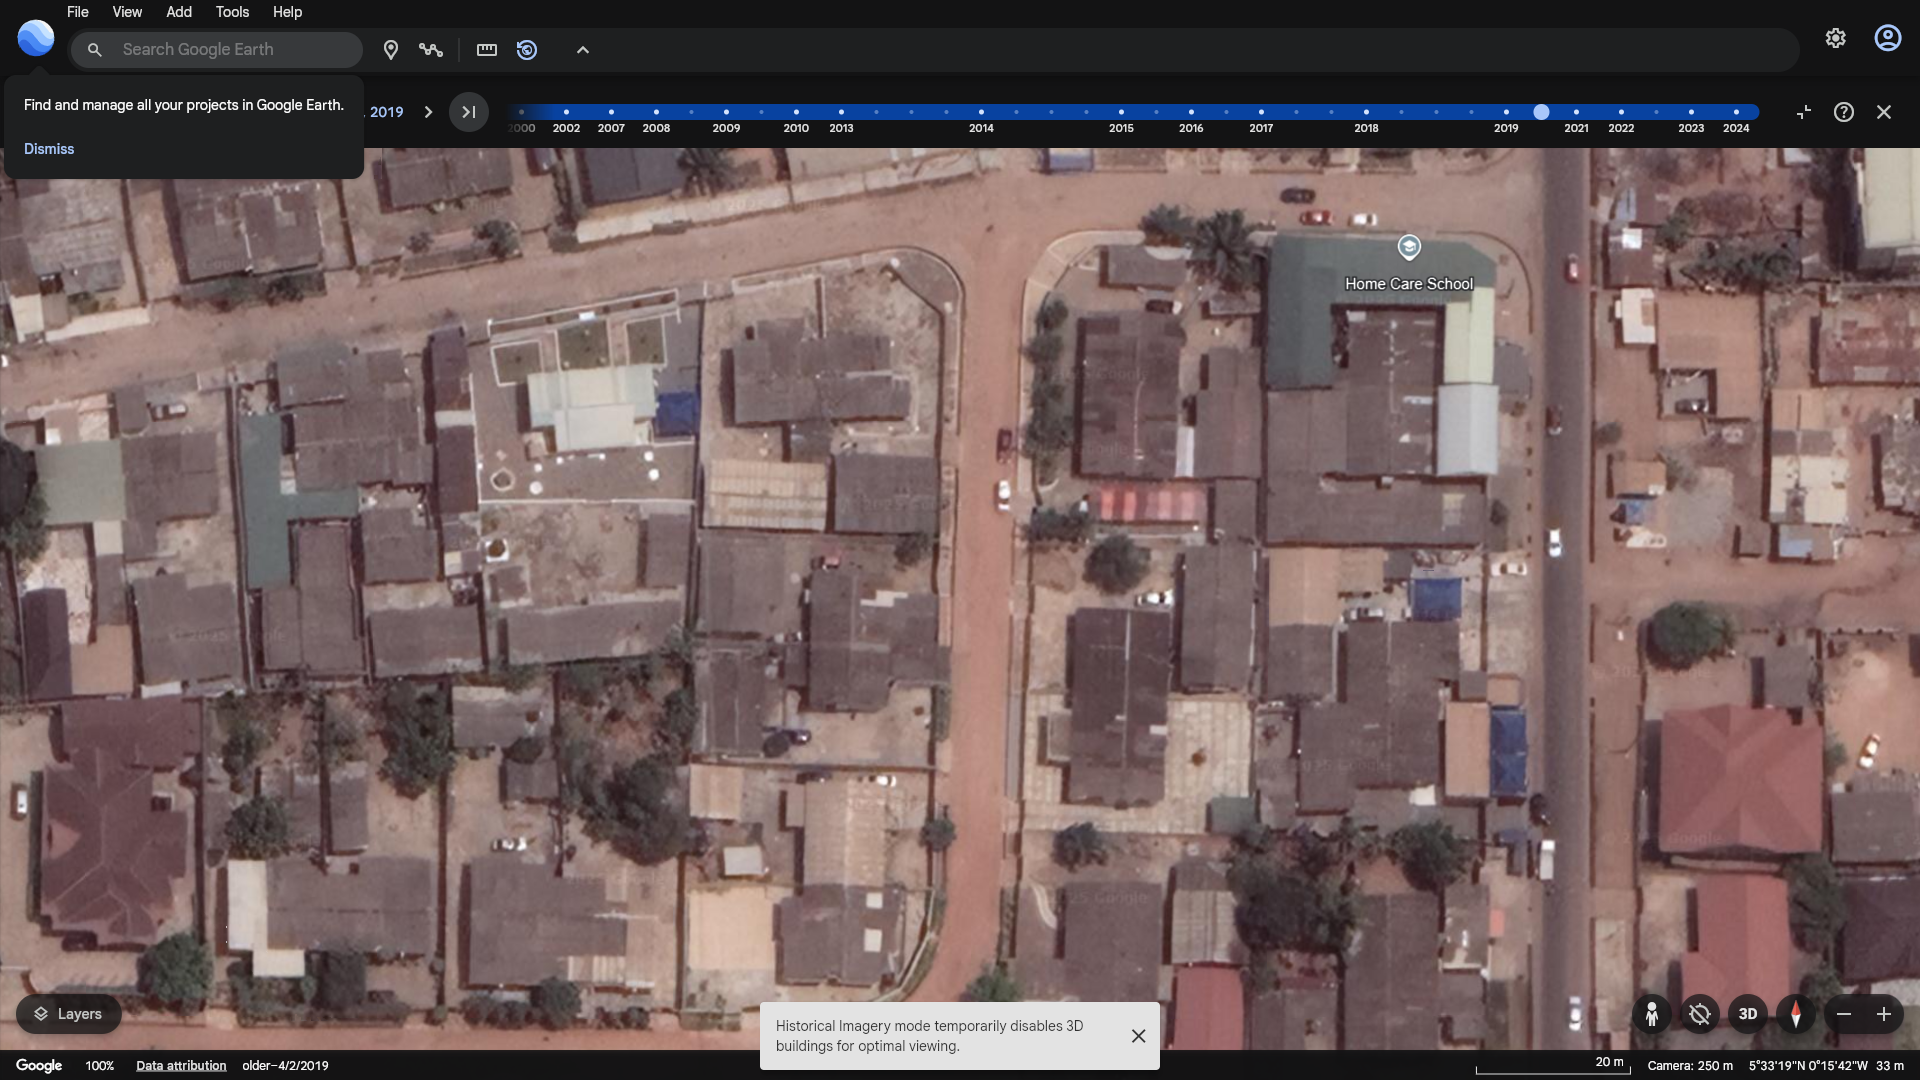 File View Add Tools Help
Search Google Earth
Find and manage all your projects in Google Earth.
Dismiss
, 2019
2000 2002 2007 2008 2009 2010 2013 2014 2015 2016 2017 2018 2019 2021 2022 2023 2024
Home Care School
Layers
Historical Imagery mode temporarily disables 3D
buildings for optimal viewing.
3D
Google 100% Data attribution older–4/2/2019
20 m Camera: 250 m 5°33'19"N 0°15'42"W 33 m